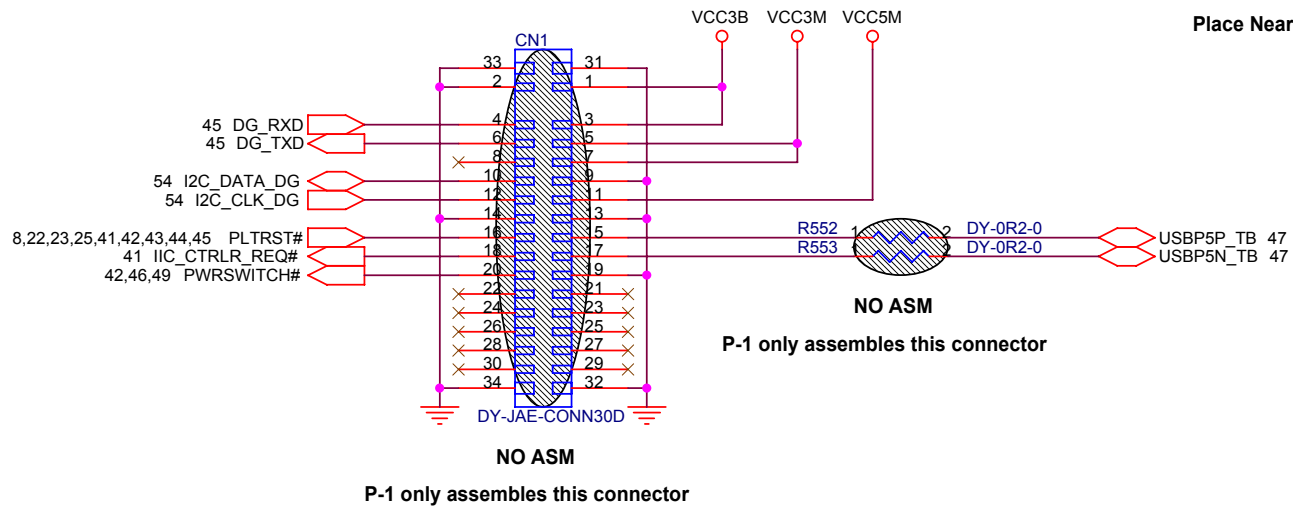 VCC3B VCC3M VCC5M
Place Near
CN1
33 31
2 1
45 DG_RXD 4 3
45 DG_TXD 6 5
8 7
54 I2C_DATA_DG 10 9
54 I2C_CLK_DG 12 11
14 13
8,22,23,25,41,42,43,44,45 PLTRST# 16 15 R552 1 2 DY-0R2-0 USBP5P_TB 47
41 IIC_CTRLR_REQ# 18 17 R553 1 2 DY-0R2-0 USBP5N_TB 47
42,46,49 PWRSWITCH# 20 19
22 21
24 23
26 25
28 27
30 29
34 32
NO ASM
P-1 only assembles this connector
DY-JAE-CONN30D
NO ASM
P-1 only assembles this connector